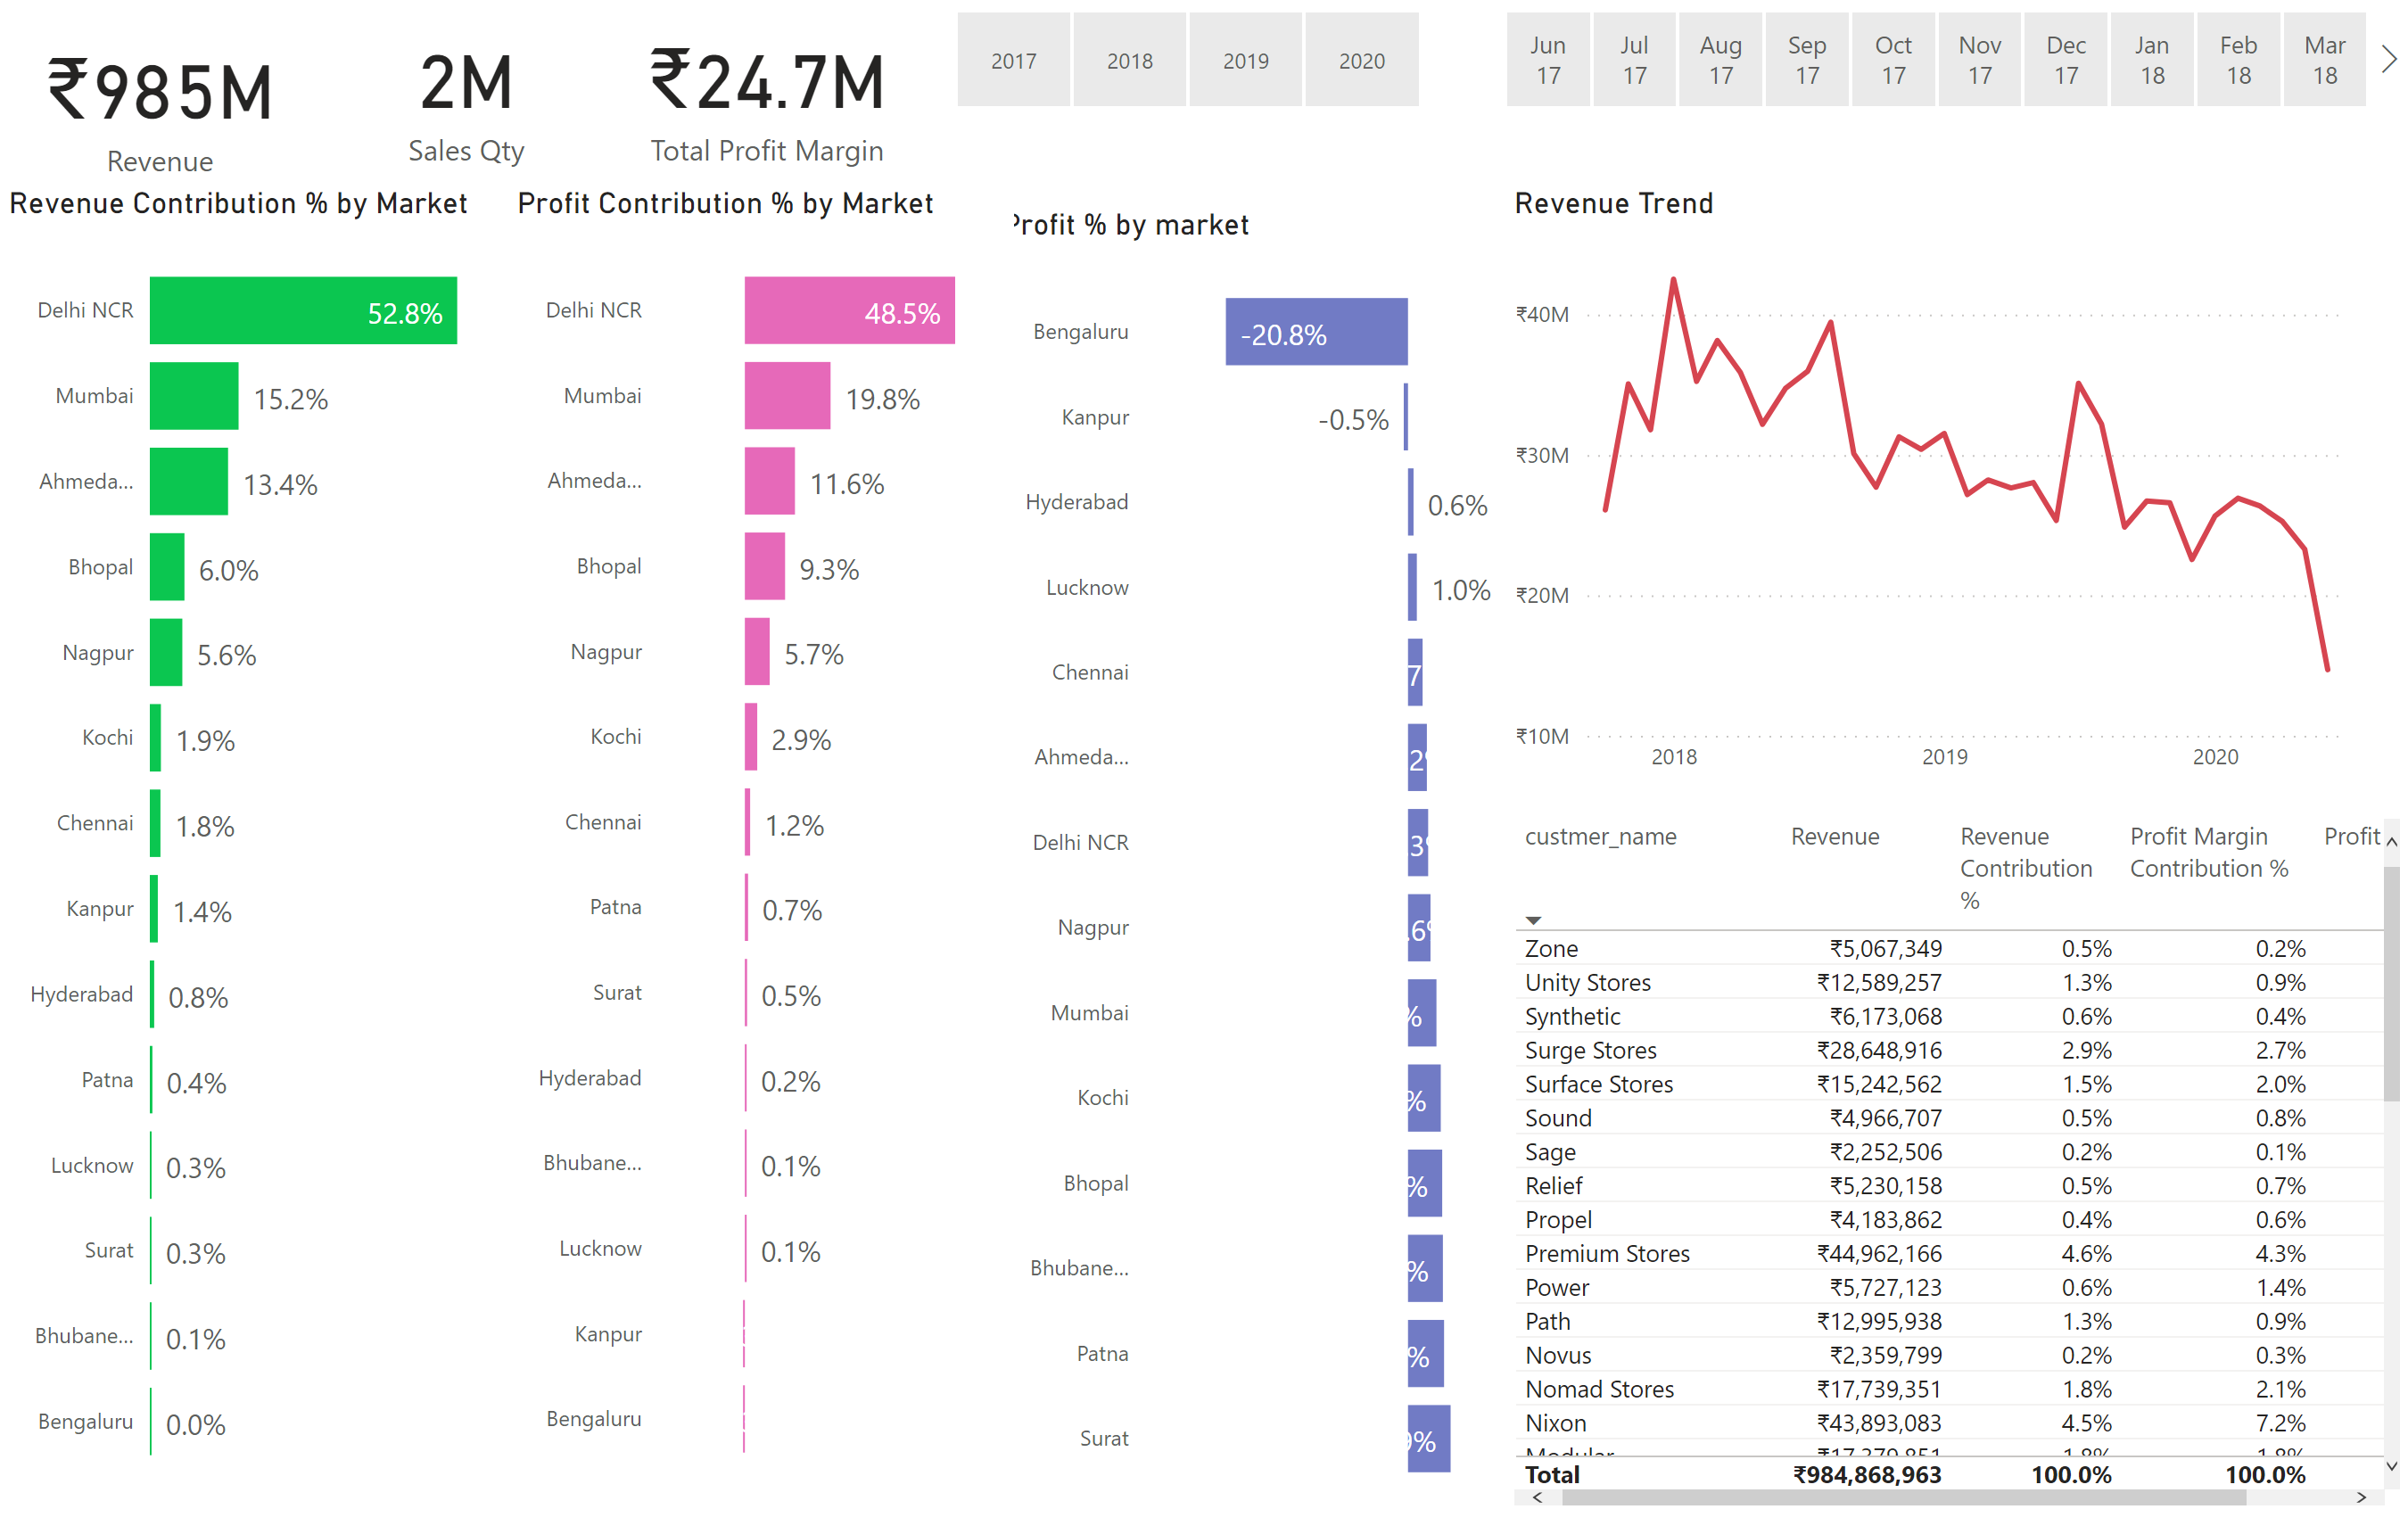 ₹985M
Revenue
2M
Sales Qty
₹24.7M
Total Profit Margin
2017 2018 2019 2020
Jun 17
Jul 17
Aug 17
Sep 17
Oct 17
Nov 17
Dec 17
Jan 18
Feb 18
Mar 18
Revenue Contribution % by Market
Delhi NCR 52.8%
Mumbai 15.2%
Ahmeda... 13.4%
Bhopal 6.0%
Nagpur 5.6%
Kochi 1.9%
Chennai 1.8%
Kanpur 1.4%
Hyderabad 0.8%
Patna 0.4%
Lucknow 0.3%
Surat 0.3%
Bhubane... 0.1%
Bengaluru 0.0%
Profit Contribution % by Market
Delhi NCR 48.5%
Mumbai 19.8%
Ahmeda... 11.6%
Bhopal 9.3%
Nagpur 5.7%
Kochi 2.9%
Chennai 1.2%
Patna 0.7%
Surat 0.5%
Hyderabad 0.2%
Bhubane... 0.1%
Lucknow 0.1%
Kanpur
Bengaluru
Profit % by market
Bengaluru -20.8%
Kanpur -0.5%
Hyderabad 0.6%
Lucknow 1.0%
Chennai
Ahmeda...
Delhi NCR
Nagpur
Mumbai %
Kochi %
Bhopal %
Bhubane... %
Patna %
Surat
Revenue Trend
₹40M
₹30M
₹20M
₹10M
2018 2019 2020
custmer_name Revenue Revenue Contribution % Profit Margin Contribution % Profit
Zone ₹5,067,349 0.5% 0.2%
Unity Stores ₹12,589,257 1.3% 0.9%
Synthetic ₹6,173,068 0.6% 0.4%
Surge Stores ₹28,648,916 2.9% 2.7%
Surface Stores ₹15,242,562 1.5% 2.0%
Sound ₹4,966,707 0.5% 0.8%
Sage ₹2,252,506 0.2% 0.1%
Relief ₹5,230,158 0.5% 0.7%
Propel ₹4,183,862 0.4% 0.6%
Premium Stores ₹44,962,166 4.6% 4.3%
Power ₹5,727,123 0.6% 1.4%
Path ₹12,995,938 1.3% 0.9%
Novus ₹2,359,799 0.2% 0.3%
Nomad Stores ₹17,739,351 1.8% 2.1%
Nixon ₹43,893,083 4.5% 7.2%
Total ₹984,868,963 100.0% 100.0%